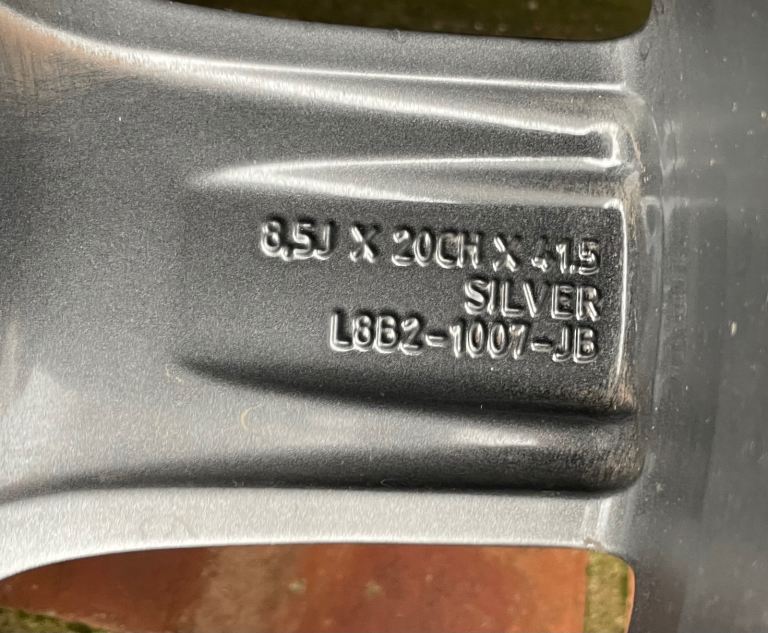 8,5J X 20CH X 41.5
SILVER
L8B2-1007-JB